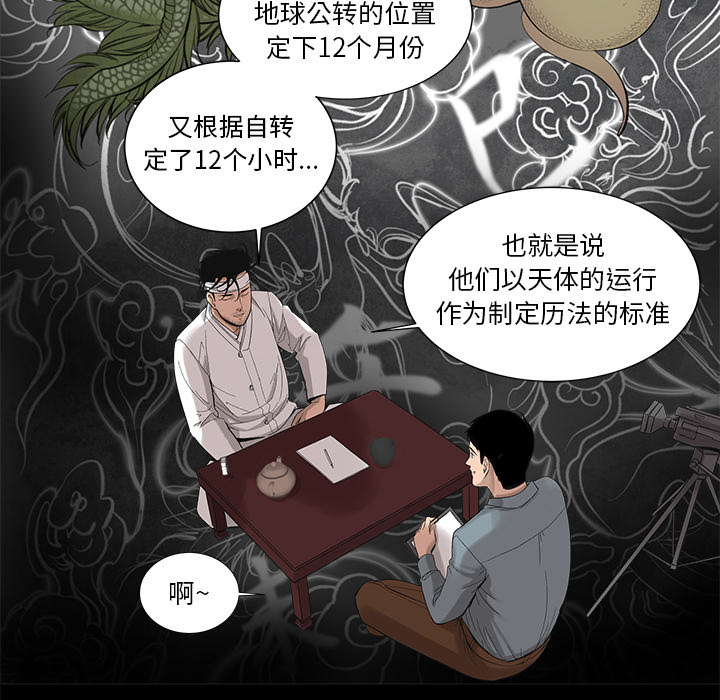 地球公转的位置
定下12个月份
又根据自转
定了12个小时...
也就是说
他们以天体的运行
作为制定历法的标准
啊~